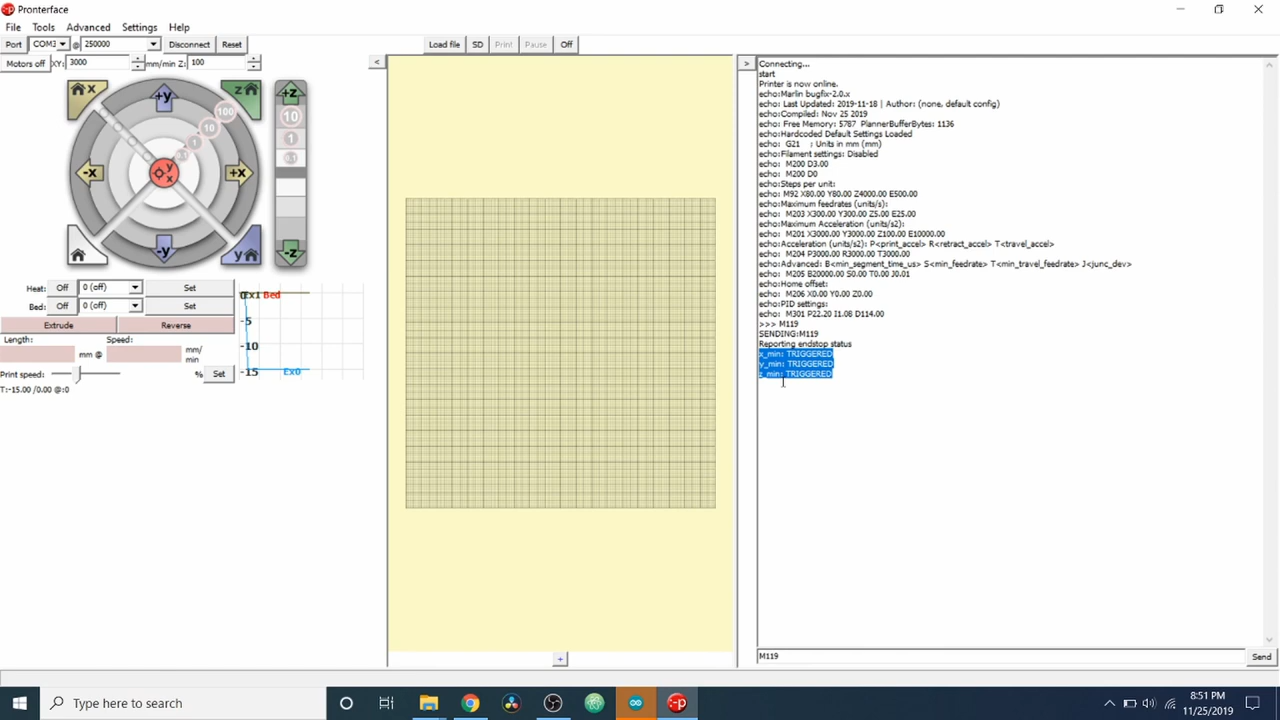 Pronterface
File Tools Advanced Settings Help
Port COM3 @ 250000 Disconnect Reset Load file SD Print Pause Off
Motors off XY: 3000 mm/min Z: 100
x +y z +z
100
10
1
10
1
0.1
-x y x +x
-y y -z
Heat: Off 0 (off) Set
Bed: Off 0 (off) Set
Extrude Reverse
Length: Speed:
mm @ mm/
min
Print speed: % Set
T:-15.00 /0.00 @:0
Ex1 Bed
-5
-10
-15 Ex0
< >
+
Connecting...
start
Printer is now online.
echo:Marlin bugfix-2.0.x
echo: Last Updated: 2019-11-18 | Author: (none, default config)
echo:Compiled: Nov 25 2019
echo: Free Memory: 5787 PlannerBufferBytes: 1136
echo:Hardcoded Default Settings Loaded
echo: G21 ; Units in mm (mm)
echo:Filament settings: Disabled
echo: M200 D3.00
echo: M200 D0
echo:Steps per unit:
echo: M92 X80.00 Y80.00 Z4000.00 E500.00
echo:Maximum feedrates (units/s):
echo: M203 X300.00 Y300.00 Z5.00 E25.00
echo:Maximum Acceleration (units/s2):
echo: M201 X3000.00 Y3000.00 Z100.00 E10000.00
echo:Acceleration (units/s2): P<print_accel> R<retract_accel> T<travel_accel>
echo: M204 P3000.00 R3000.00 T3000.00
echo:Advanced: B<min_segment_time_us> S<min_feedrate> T<min_travel_feedrate> J<junc_dev>
echo: M205 B20000.00 S0.00 T0.00 J0.01
echo:Home offset:
echo: M206 X0.00 Y0.00 Z0.00
echo:PID settings:
echo: M301 P22.20 I1.08 D114.00
>>> M119
SENDING:M119
Reporting endstop status
x_min: TRIGGERED
y_min: TRIGGERED
z_min: TRIGGERED
M119 Send
Type here to search
8:51 PM
11/25/2019